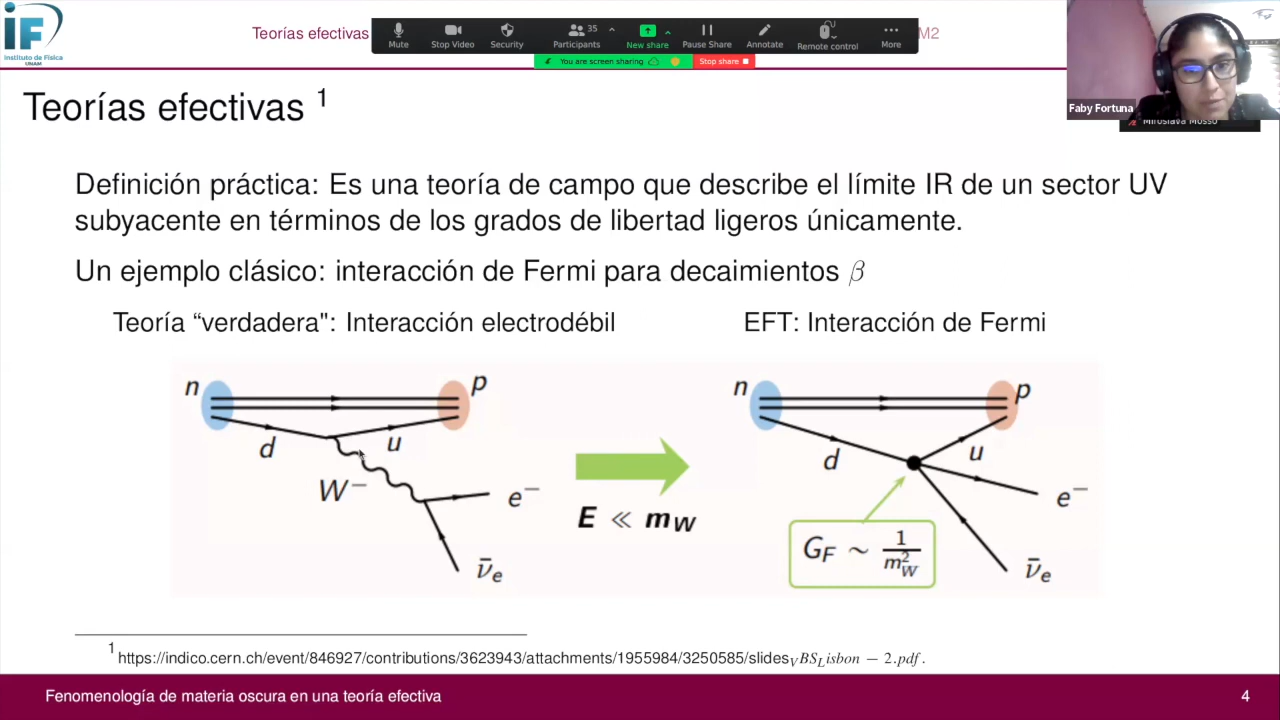 iF
Instituto de Física
UNAM
Teorías efectivas
M2
Mute
Stop Video
Security
35
Participants
New share
Pause Share
Annotate
Remote control
More
You are screen sharing
Stop share
Faby Fortuna
Miroslava Mosso
Teorías efectivas 1
Definición práctica: Es una teoría de campo que describe el límite IR de un sector UV
subyacente en términos de los grados de libertad ligeros únicamente.
Un ejemplo clásico: interacción de Fermi para decaimientos β
Teoría “verdadera": Interacción electrodébil
EFT: Interacción de Fermi
n
p
d
u
W−
e−
ν̄e
E ≪ mW
n
p
d
u
e−
ν̄e
GF ∼ 1/m²W
1 https://indico.cern.ch/event/846927/contributions/3623943/attachments/1955984/3250585/slidesVBSLisbon − 2.pdf.
Fenomenología de materia oscura en una teoría efectiva
4